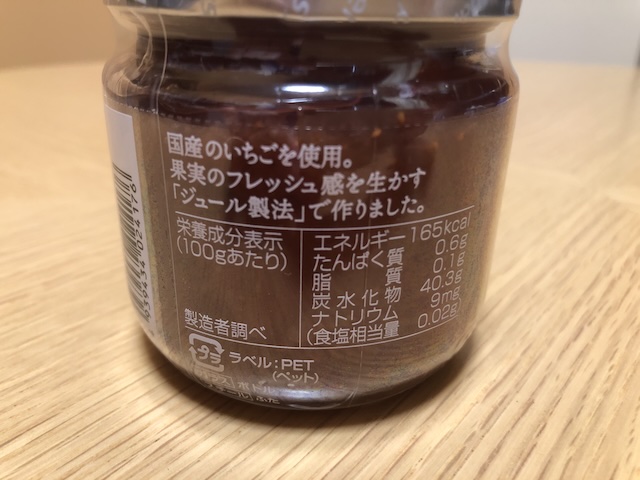 国産のいちごを使用。
果実のフレッシュ感を生かす
「ジュール製法」で作りました。
栄養成分表示
(100gあたり)
エネルギー 165kcal
たんぱく質 0.6g
脂質 0.1g
炭水化物 40.3g
ナトリウム 9mg
(食塩相当量 0.02g)
製造者調べ
プラ ラベル:PET
(ペット)